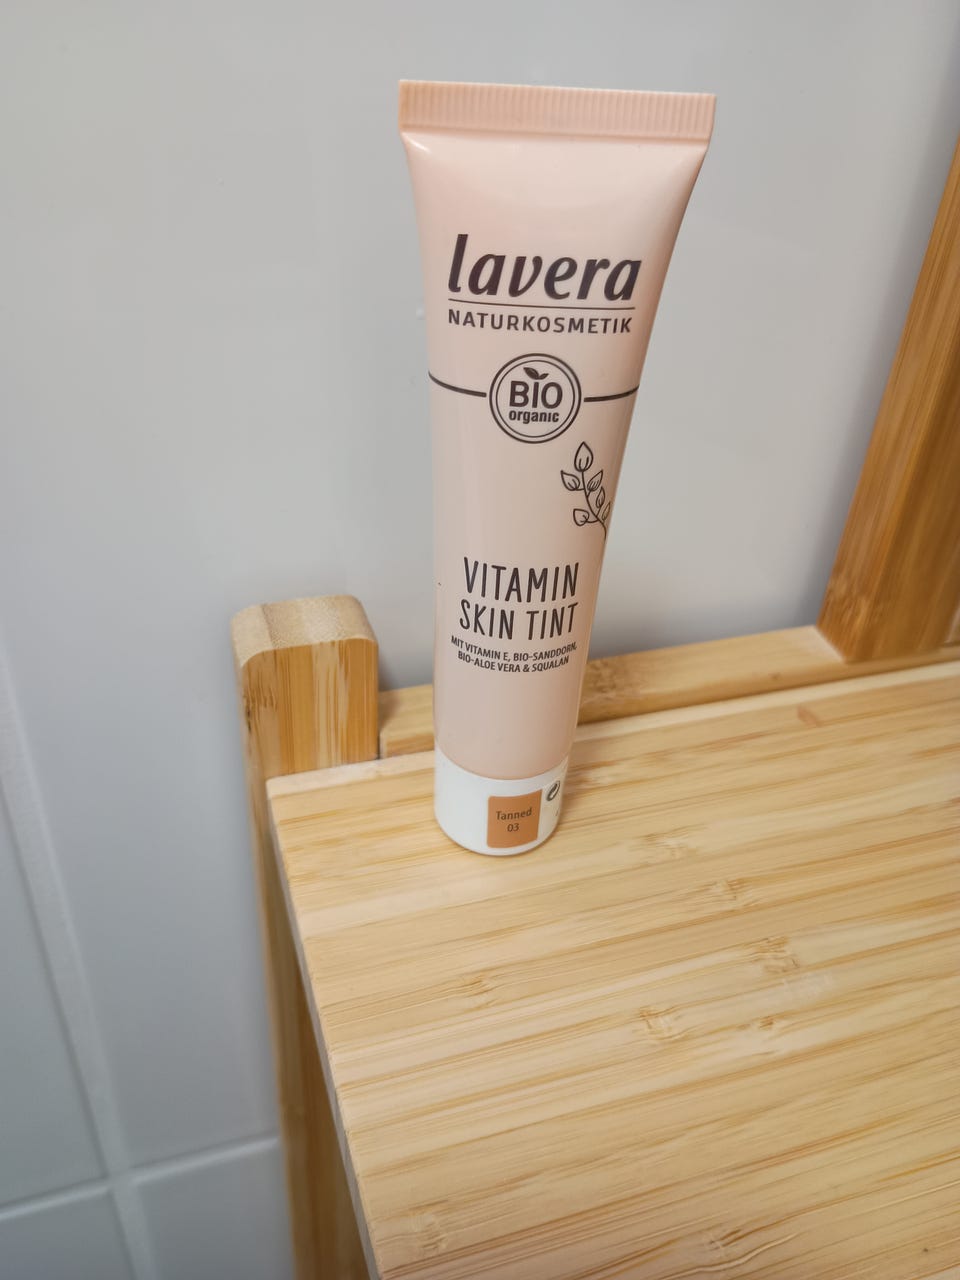 lavera
NATURKOSMETIK
BIO
organic
VITAMIN
SKIN TINT
MIT VITAMIN E, BIO-SANDDORN,
BIO-ALOE VERA & SQUALAN
Tanned
03